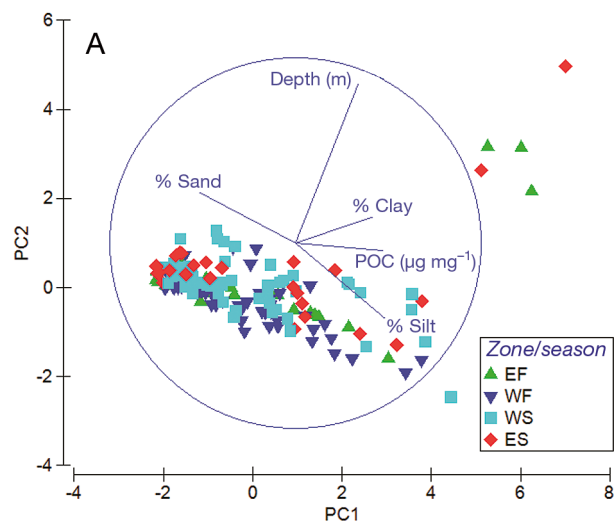 A
6
4
2
0
-2
-4
PC2
Depth (m)
% Sand
% Clay
POC (µg mg⁻¹)
% Silt
Zone/season
EF
WF
WS
ES
-4 -2 0 2 4 6 8
PC1